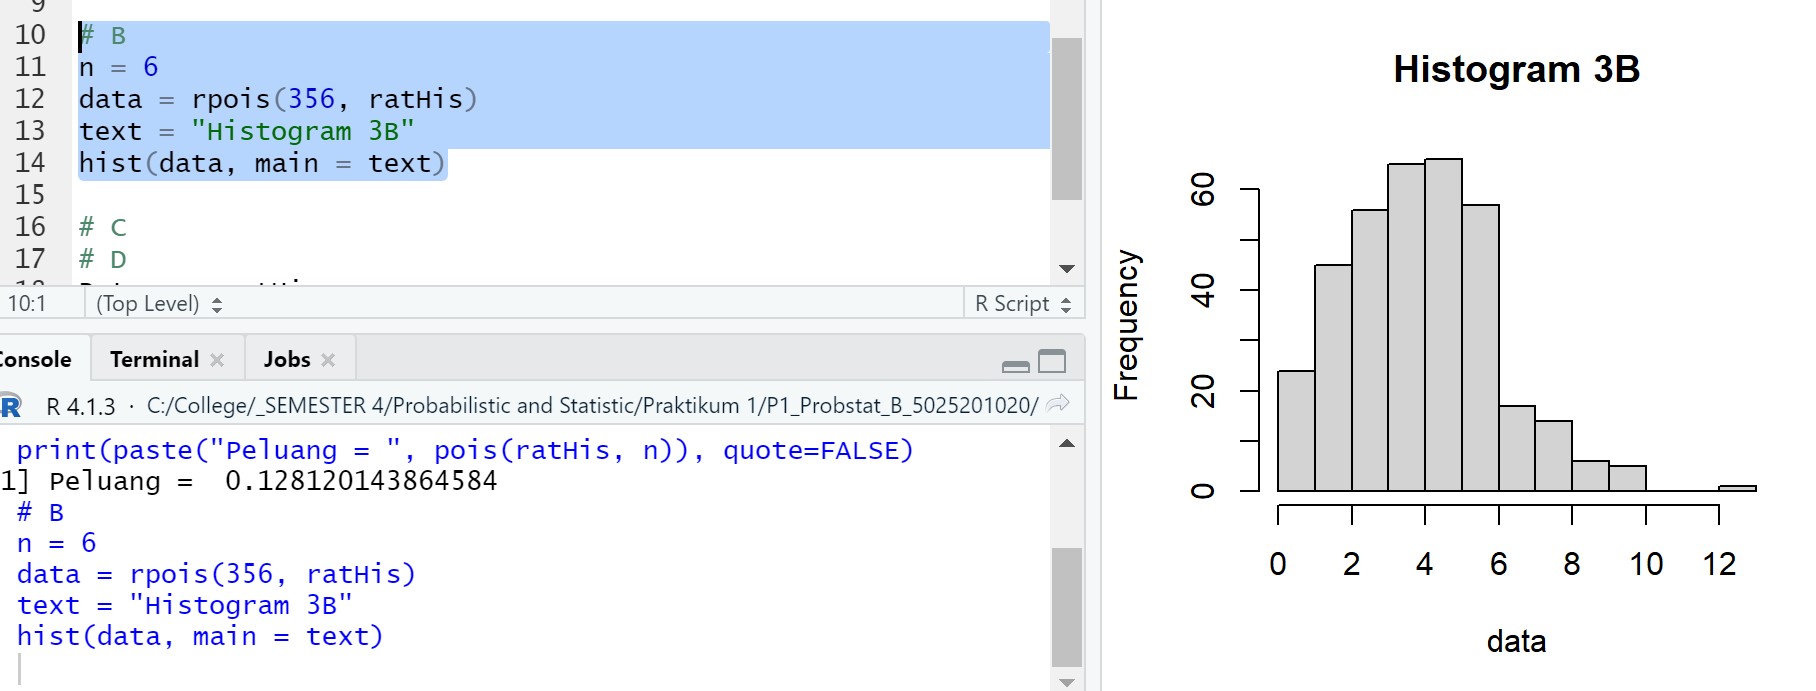 9
10 # B
11 n = 6
12 data = rpois(356, ratHis)
13 text = "Histogram 3B"
14 hist(data, main = text)
15
16 # C
17 # D
10:1 (Top Level) R Script
Console Terminal × Jobs ×
R R 4.1.3 · C:/College/_SEMESTER 4/Probabilistic and Statistic/Praktikum 1/P1_Probstat_B_5025201020/
print(paste("Peluang = ", pois(ratHis, n)), quote=FALSE)
1] Peluang =  0.128120143864584
# B
n = 6
data = rpois(356, ratHis)
text = "Histogram 3B"
hist(data, main = text)
Histogram 3B
Frequency
60
40
20
0
0 2 4 6 8 10 12
data